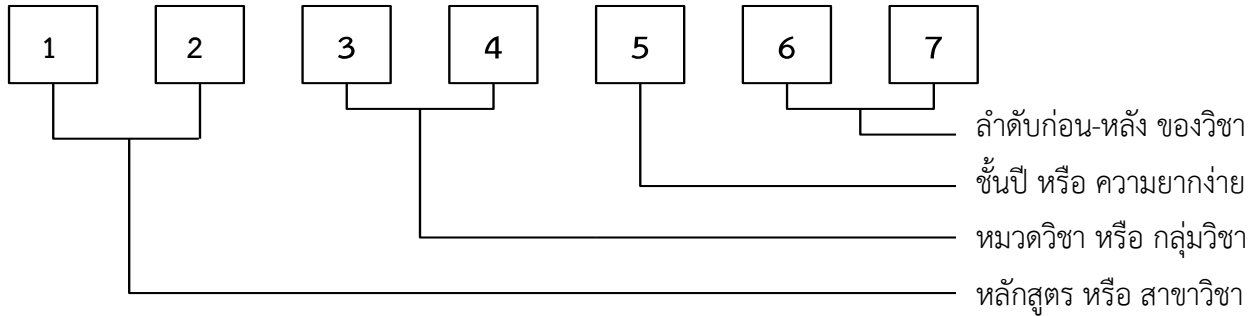 1 2 3 4 5 6 7
ลำดับก่อน-หลัง ของวิชา
ชั้นปี หรือ ความยากง่าย
หมวดวิชา หรือ กลุ่มวิชา
หลักสูตร หรือ สาขาวิชา